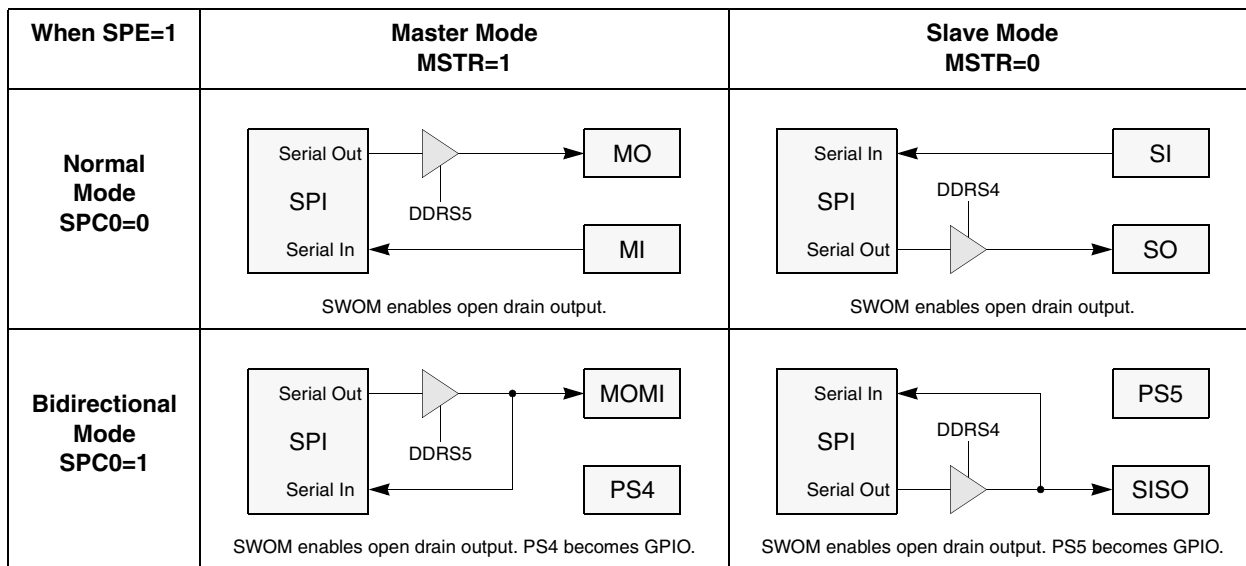 When SPE=1
Master Mode
MSTR=1
Slave Mode
MSTR=0
Normal
Mode
SPC0=0
Serial Out
SPI
Serial In
DDRS5
MO
MI
SWOM enables open drain output.
Serial In
SPI
Serial Out
DDRS4
SI
SO
SWOM enables open drain output.
Bidirectional
Mode
SPC0=1
Serial Out
SPI
Serial In
DDRS5
MOMI
PS4
SWOM enables open drain output. PS4 becomes GPIO.
Serial In
SPI
Serial Out
DDRS4
PS5
SISO
SWOM enables open drain output. PS5 becomes GPIO.